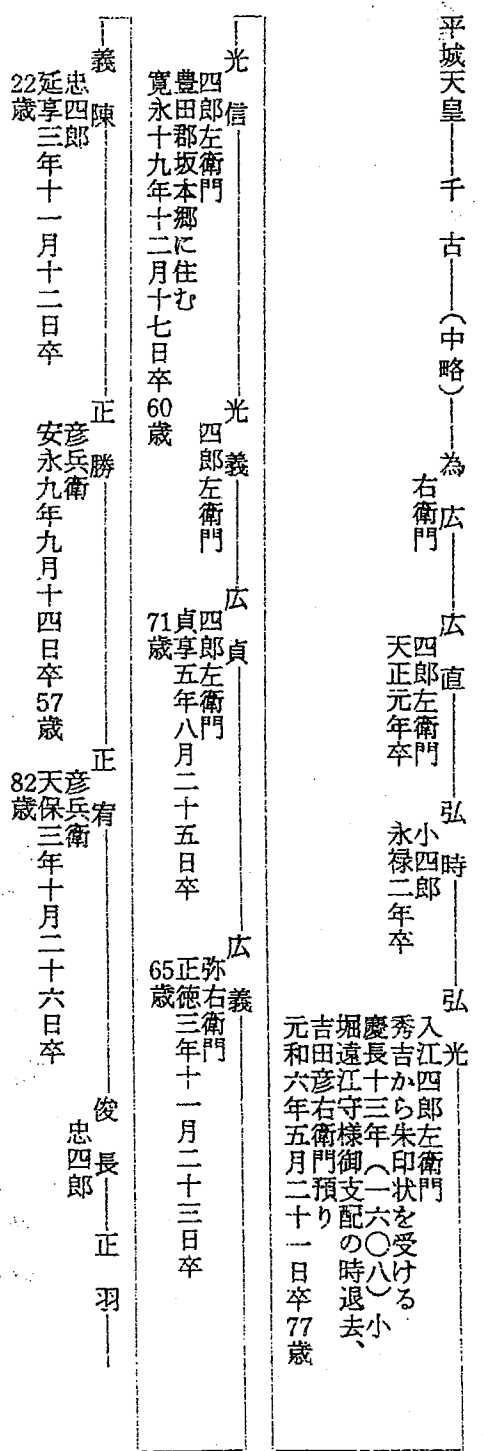 平城天皇――千古――(中略)――為広――広直――弘時――弘光
右衛門
四郎左衛門
天正元年卒
小四郎
永禄二年卒
入江四郎左衛門
秀吉から朱印状を受ける
慶長十三年(一六〇八)小
堀遠江守様御支配の時退去、
吉田彦右衛門預り
元和六年五月二十一日卒77歳
光信――光義――広貞――広義
四郎左衛門
豊田郡坂本郷に住む
寛永十九年十二月十七日卒60歳
四郎左衛門
四郎左衛門
貞享五年八月二十五日卒
71歳
弥右衛門
正徳三年十一月二十三日卒
65歳
義陳――正勝――正宥――俊長――正羽――
忠四郎
延享三年十一月十二日卒
22歳
彦兵衛
安永九年九月十四日卒57歳
彦兵衛
天保三年十月二十六日卒
82歳
忠四郎